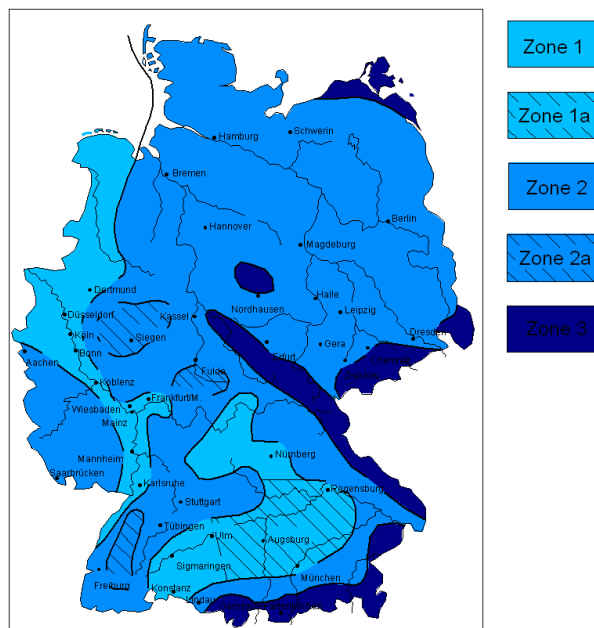 Zone 1
Zone 1a
Zone 2
Zone 2a
Zone 3
Hamburg
Schwerin
Bremen
Berlin
Hannover
Magdeburg
Dortmund
Halle
Nordhausen
Leipzig
Düsseldorf
Kassel
Dresden
Köln
Siegen
Erfurt
Gera
Chemnitz
Bonn
Aachen
Fulda
Koblenz
Frankfurt/M.
Wiesbaden
Mainz
Mannheim
Nürnberg
Saarbrücken
Karlsruhe
Regensburg
Stuttgart
Tübingen
Ulm
Augsburg
Sigmaringen
München
Freiburg
Konstanz
Lindau